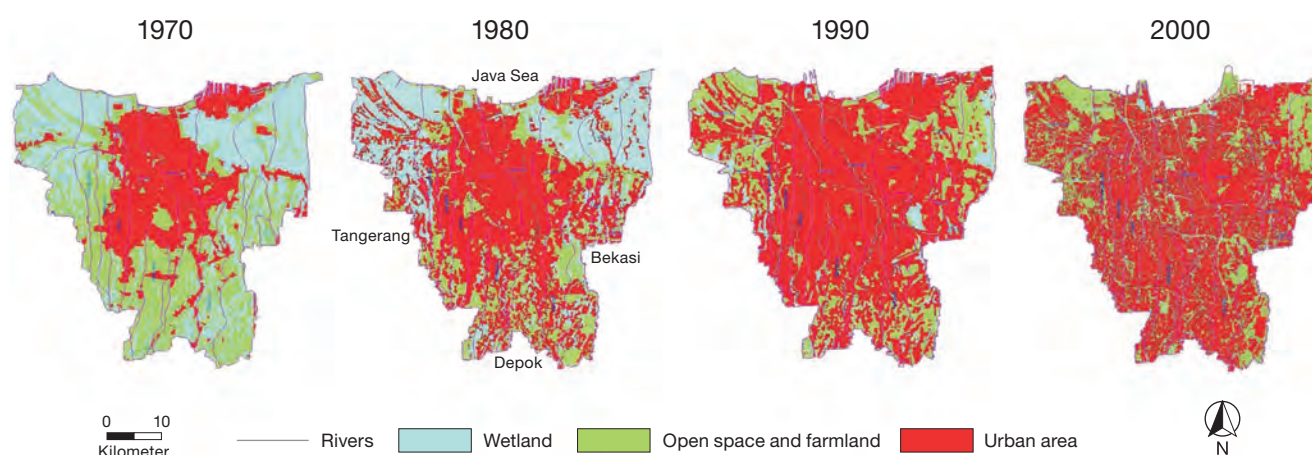 1970 1980 1990 2000
Java Sea
Tangerang
Bekasi
Depok
0 10
Kilometer
Rivers Wetland Open space and farmland Urban area
N